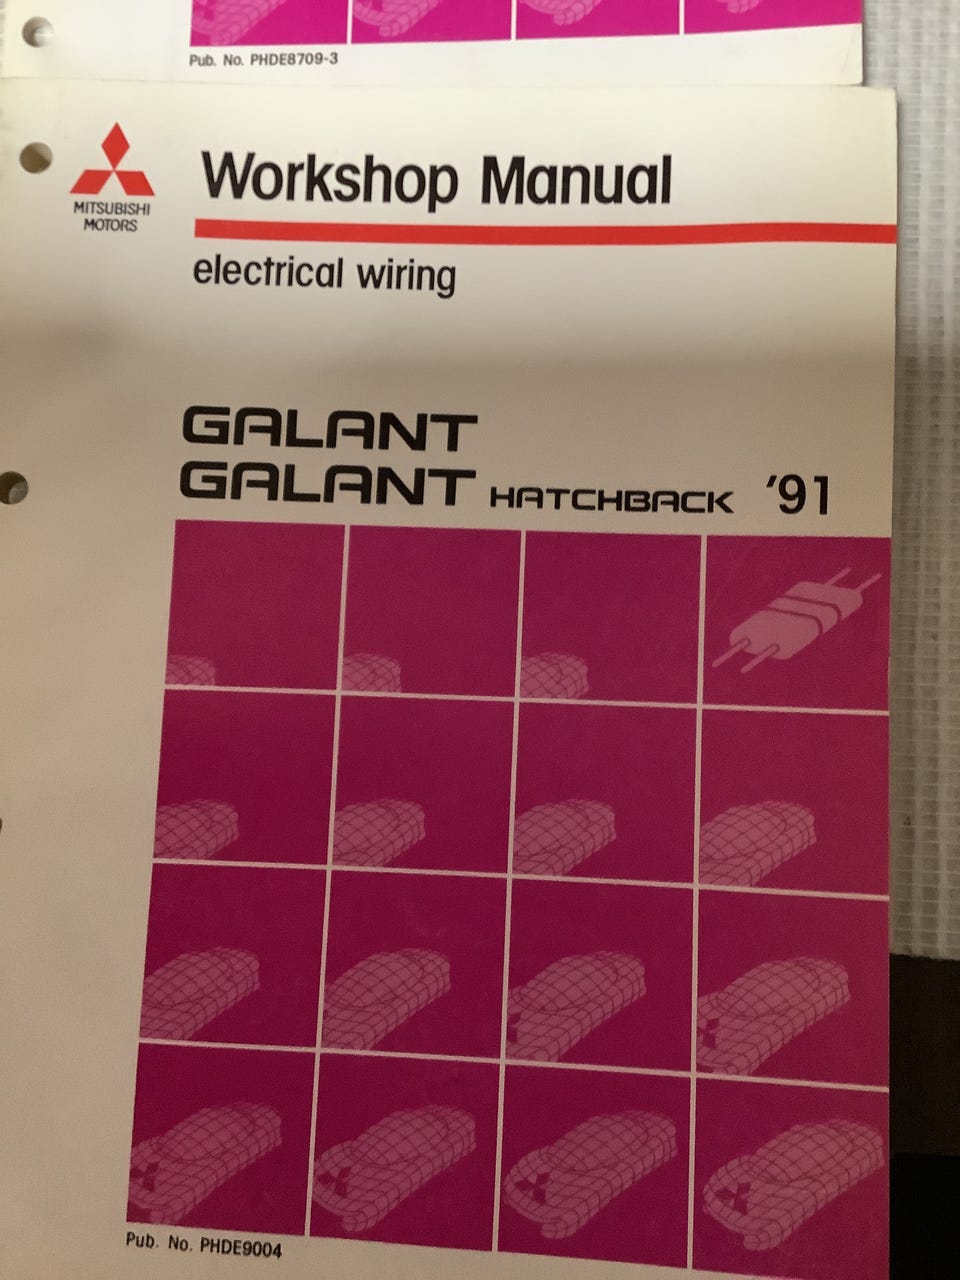 Pub. No. PHDE8709-3
MITSUBISHI
MOTORS
Workshop Manual
electrical wiring
GALANT
GALANT HATCHBACK '91
Pub. No. PHDE9004